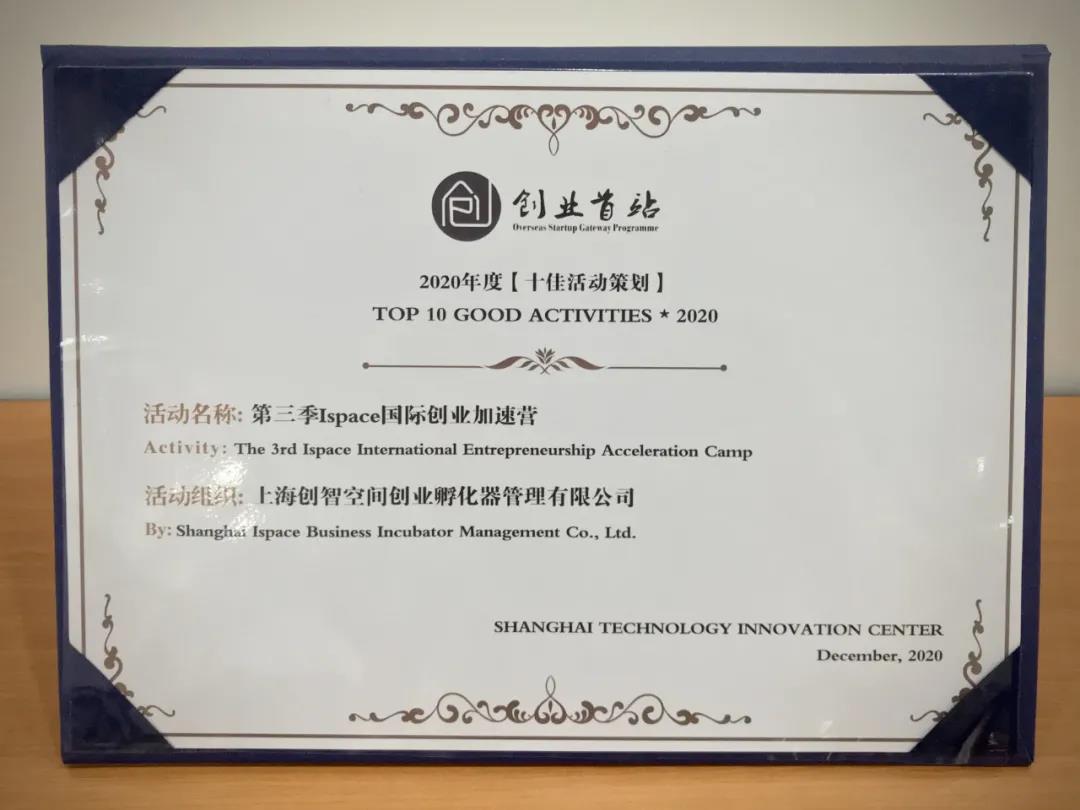 创业首站
Overseas Startup Gateway Programme
2020年度【十佳活动策划】
TOP 10 GOOD ACTIVITIES ★ 2020
活动名称: 第三季Ispace国际创业加速营
Activity: The 3rd Ispace International Entrepreneurship Acceleration Camp
活动组织: 上海创智空间创业孵化器管理有限公司
By: Shanghai Ispace Business Incubator Management Co., Ltd.
SHANGHAI TECHNOLOGY INNOVATION CENTER
December, 2020